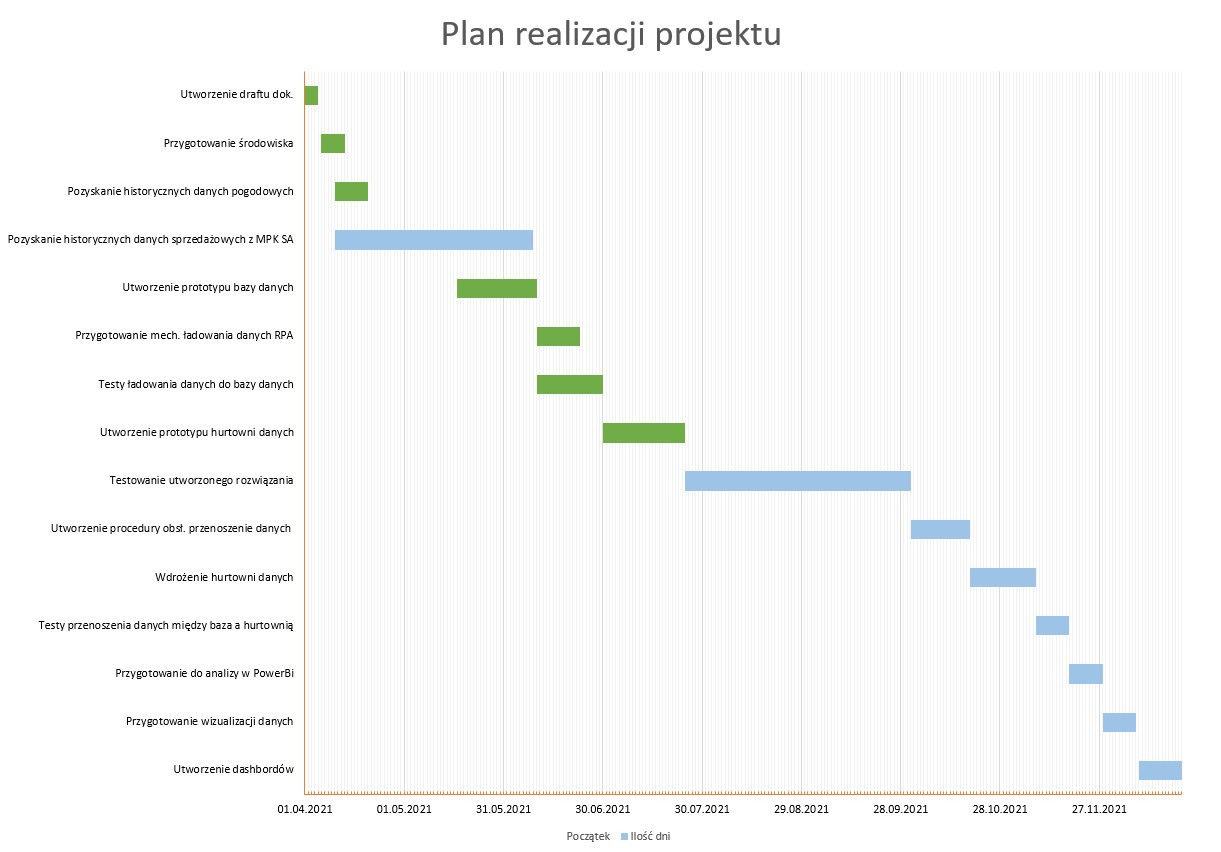 Plan realizacji projektu
Utworzenie draftu dok.
Przygotowanie środowiska
Pozyskanie historycznych danych pogodowych
Pozyskanie historycznych danych sprzedażowych z MPK SA
Utworzenie prototypu bazy danych
Przygotowanie mech. ładowania danych RPA
Testy ładowania danych do bazy danych
Utworzenie prototypu hurtowni danych
Testowanie utworzonego rozwiązania
Utworzenie procedury obsł. przenoszenie danych
Wdrożenie hurtowni danych
Testy przenoszenia danych między baza a hurtownią
Przygotowanie do analizy w PowerBi
Przygotowanie wizualizacji danych
Utworzenie dashbordów
01.04.2021 01.05.2021 31.05.2021 30.06.2021 30.07.2021 29.08.2021 28.09.2021 28.10.2021 27.11.2021
Początek Ilość dni